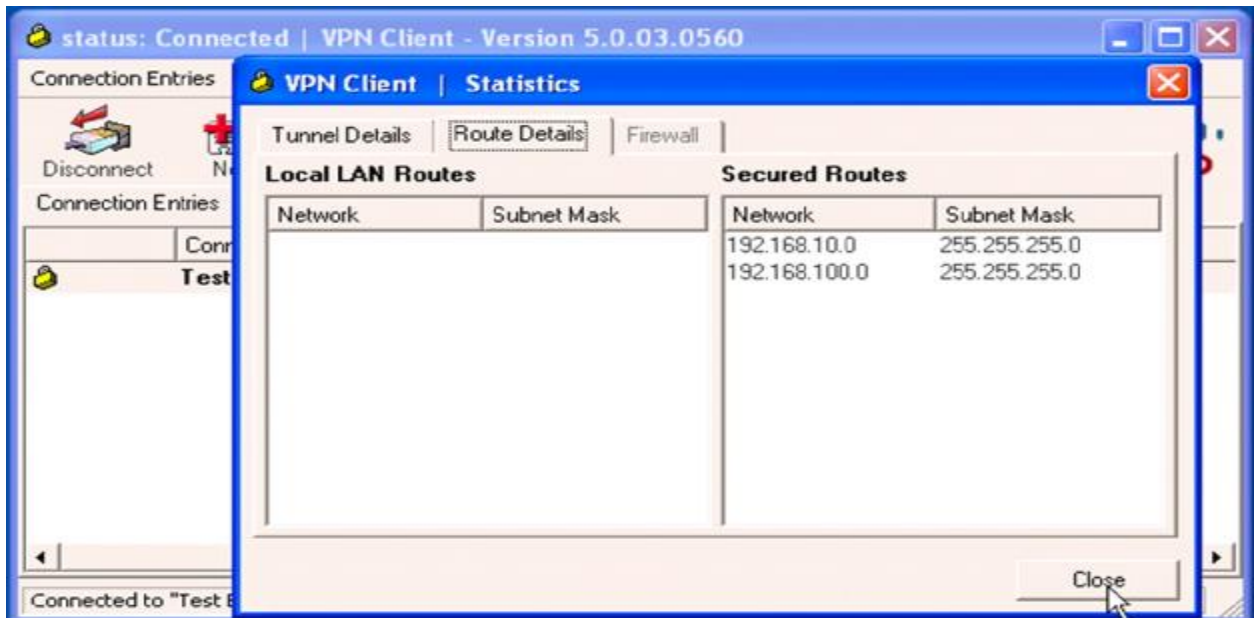 status: Connected | VPN Client - Version 5.0.03.0560
Connection Entries
VPN Client | Statistics
Disconnect
Tunnel Details
Route Details
Firewall
Local LAN Routes
Secured Routes
Connection Entries
Network Subnet Mask
Network Subnet Mask
192.168.10.0 255.255.255.0
192.168.100.0 255.255.255.0
Test
Close
Connected to "Test